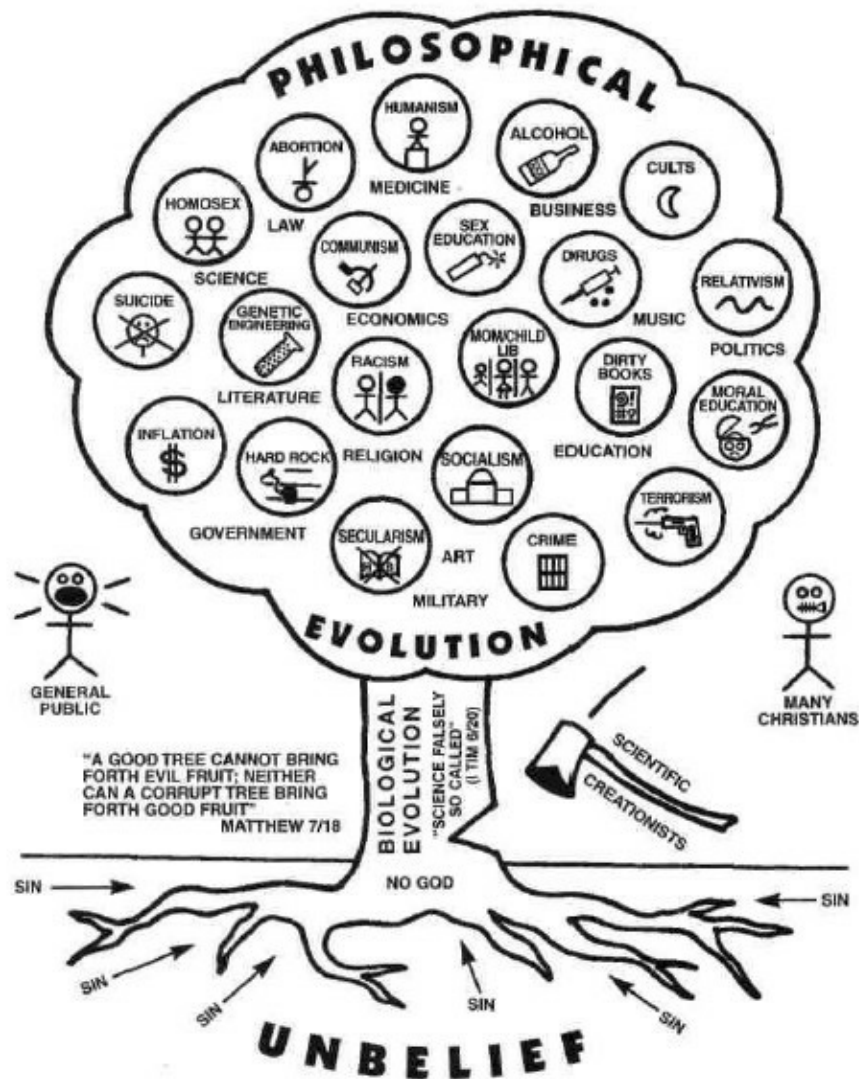 PHILOSOPHICAL
HUMANISM
ALCOHOL
ABORTION
CULTS
MEDICINE
HOMOSEX
BUSINESS
LAW
SEX
EDUCATION
COMMUNISM
DRUGS
RELATIVISM
SCIENCE
SUICIDE
GENETIC
ENGINEERING
ECONOMICS
MUSIC
MOM/CHILD
LIB
POLITICS
RACISM
DIRTY
BOOKS
@!
#?
LITERATURE
MORAL
EDUCATION
INFLATION
$
HARD ROCK
RELIGION
SOCIALISM
EDUCATION
TERRORISM
GOVERNMENT
SECULARISM
ART
CRIME
MILITARY
EVOLUTION
GENERAL
PUBLIC
MANY
CHRISTIANS
"A GOOD TREE CANNOT BRING
FORTH EVIL FRUIT; NEITHER
CAN A CORRUPT TREE BRING
FORTH GOOD FRUIT"
MATTHEW 7/18
BIOLOGICAL
EVOLUTION
"SCIENCE FALSELY
SO CALLED"
(I TIM 6/20)
SCIENTIFIC
CREATIONISTS
NO GOD
SIN
SIN
SIN
SIN
SIN
SIN
UNBELIEF